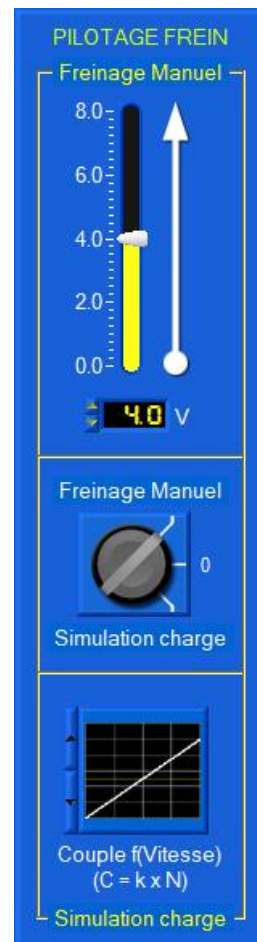 PILOTAGE FREIN
Freinage Manuel
8.0
6.0
4.0
2.0
0.0
4.0 V
Freinage Manuel
0
Simulation charge
Couple f(Vitesse)
(C = k x N)
Simulation charge